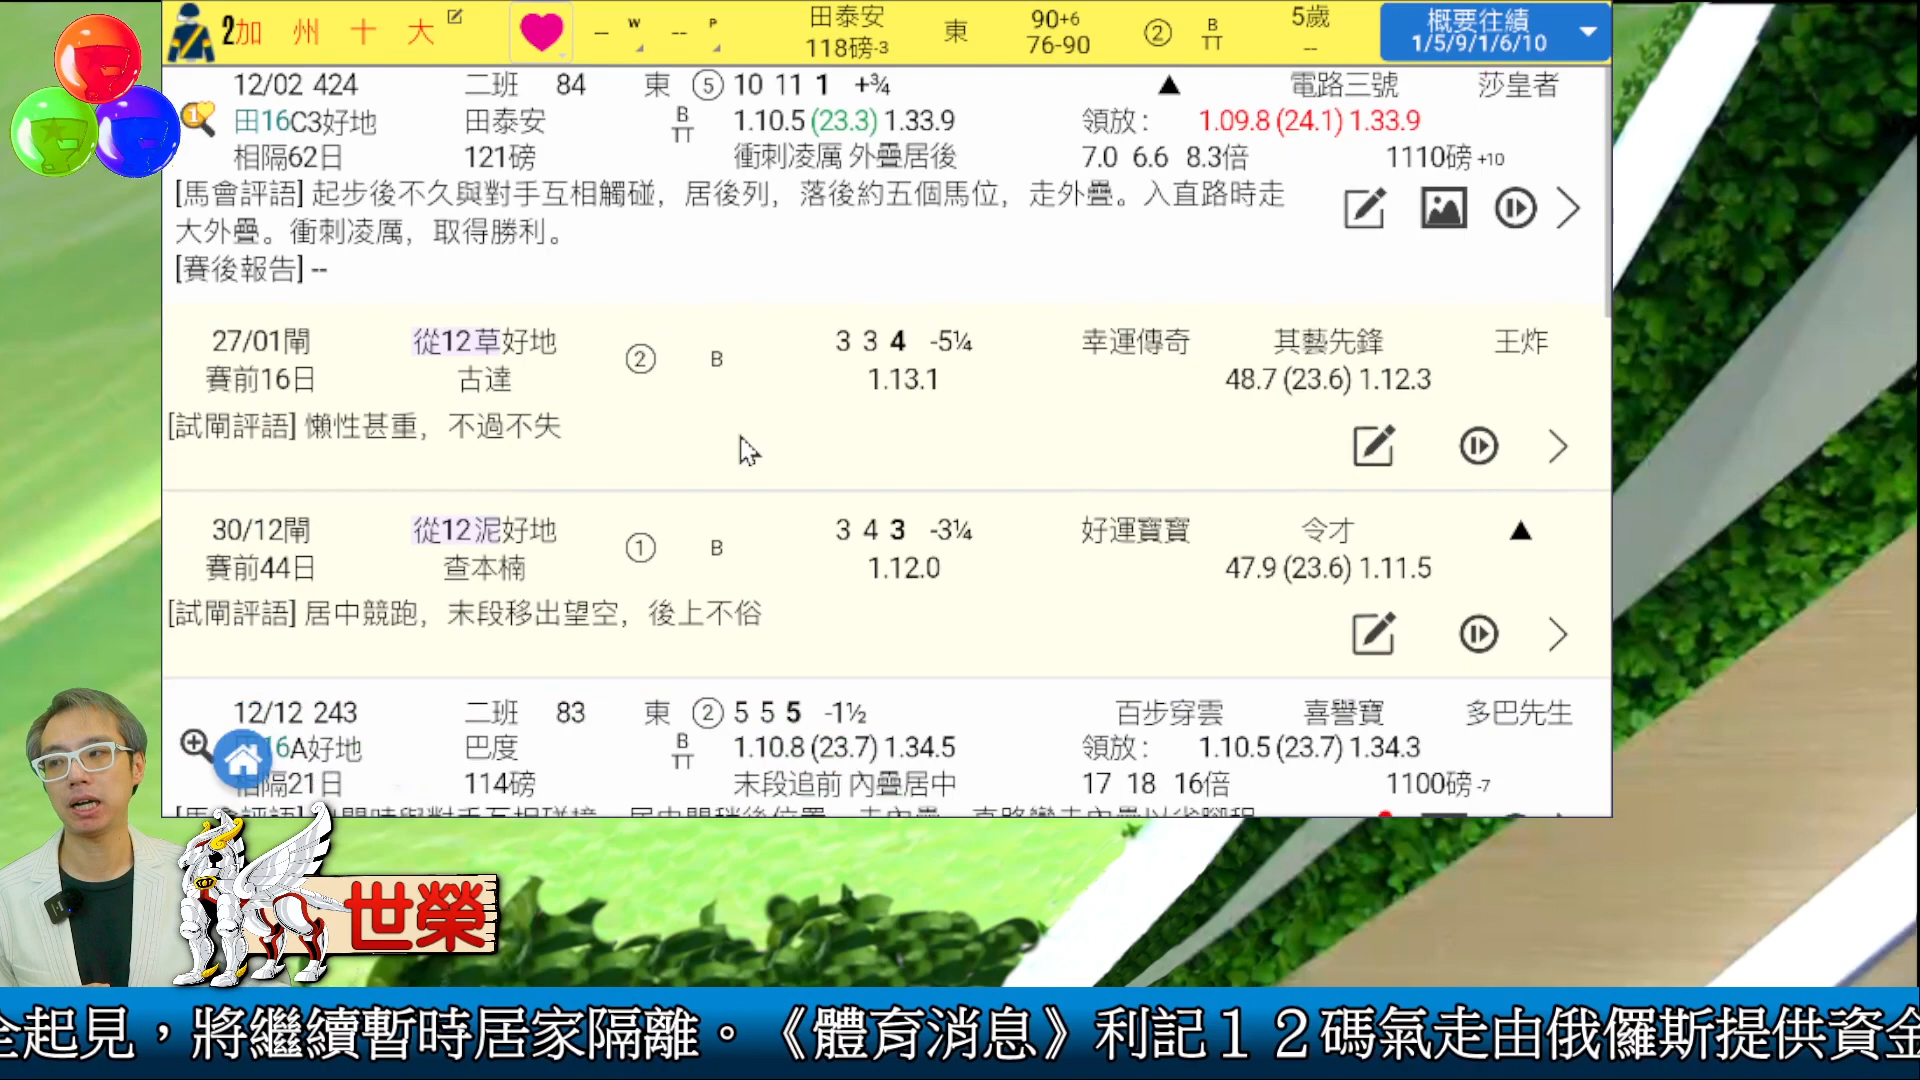 2加 州 十 大 -- W -- P 田泰安 118磅-3 東 90+6 76-90 ② B TT 5歲 -- 概要往績 1/5/9/1/6/10
12/02 424 二班 84 東 ⑤ 10 11 1 +¾ ▲ 電路三號 莎皇者
1 田16C3好地 田泰安 B TT 1.10.5 (23.3) 1.33.9 領放： 1.09.8 (24.1) 1.33.9
相隔62日 121磅 衝刺凌厲 外疊居後 7.0 6.6 8.3倍 1110磅 +10
[馬會評語] 起步後不久與對手互相觸碰，居後列，落後約五個馬位，走外疊。入直路時走
大外疊。衝刺凌厲，取得勝利。
[賽後報告] --
27/01閘 從12草好地 ② B 3 3 4 -5¼ 幸運傳奇 其藝先鋒 王炸
賽前16日 古達 1.13.1 48.7 (23.6) 1.12.3
[試閘評語] 懶性甚重，不過不失
30/12閘 從12泥好地 ① B 3 4 3 -3¼ 好運寶寶 令才 ▲
賽前44日 查本楠 1.12.0 47.9 (23.6) 1.11.5
[試閘評語] 居中競跑，末段移出望空，後上不俗
12/12 243 二班 83 東 ② 5 5 5 -1½ 百步穿雲 喜譽寶 多巴先生
16A好地 巴度 B TT 1.10.8 (23.7) 1.34.5 領放： 1.10.5 (23.7) 1.34.3
相隔21日 114磅 末段追前 內疊居中 17 18 16倍 1100磅 -7
世榮
全起見，將繼續暫時居家隔離。《體育消息》利記１２碼氣走由俄儸斯提供資金